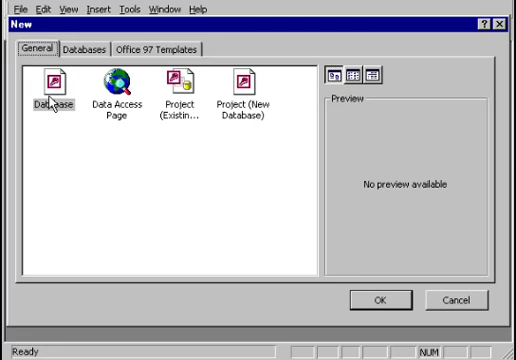 File Edit View Insert Tools Window Help
New
General Databases Office 97 Templates
Database
Data Access
Page
Project
(Existin...
Project (New
Database)
Preview
No preview available
OK Cancel
Ready NUM